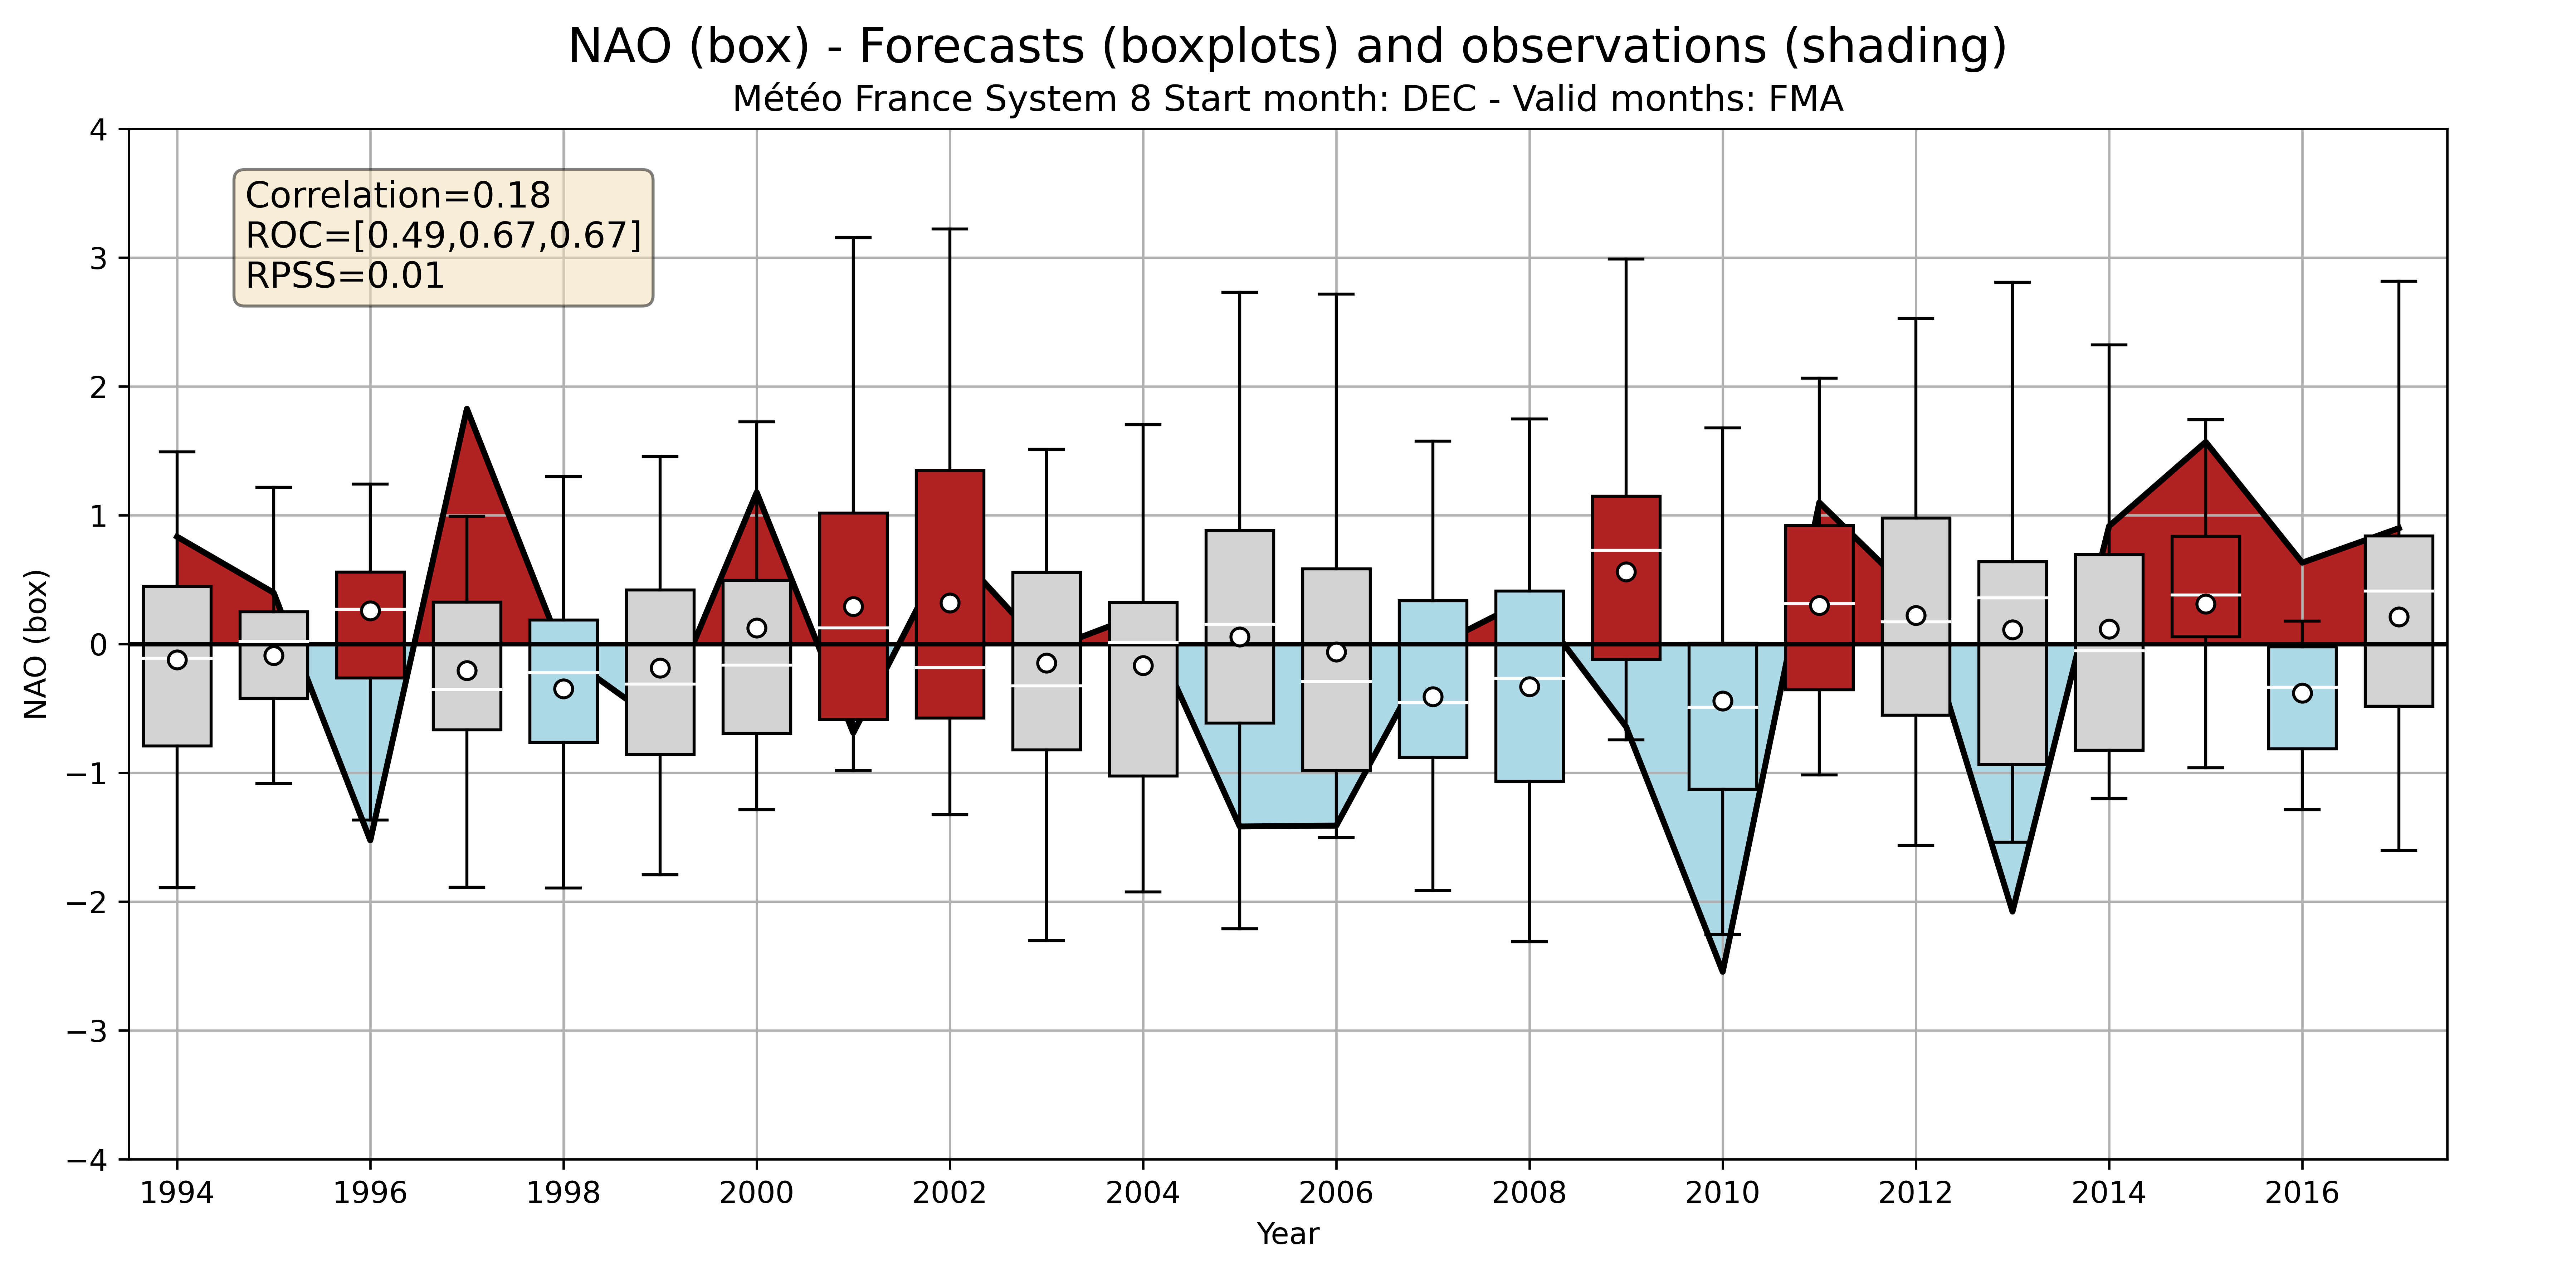 NAO (box) - Forecasts (boxplots) and observations (shading)
Météo France System 8 Start month: DEC - Valid months: FMA
Correlation=0.18
ROC=[0.49,0.67,0.67]
RPSS=0.01
4
3
2
1
0
−1
−2
−3
−4
NAO (box)
1994 1996 1998 2000 2002 2004 2006 2008 2010 2012 2014 2016
Year